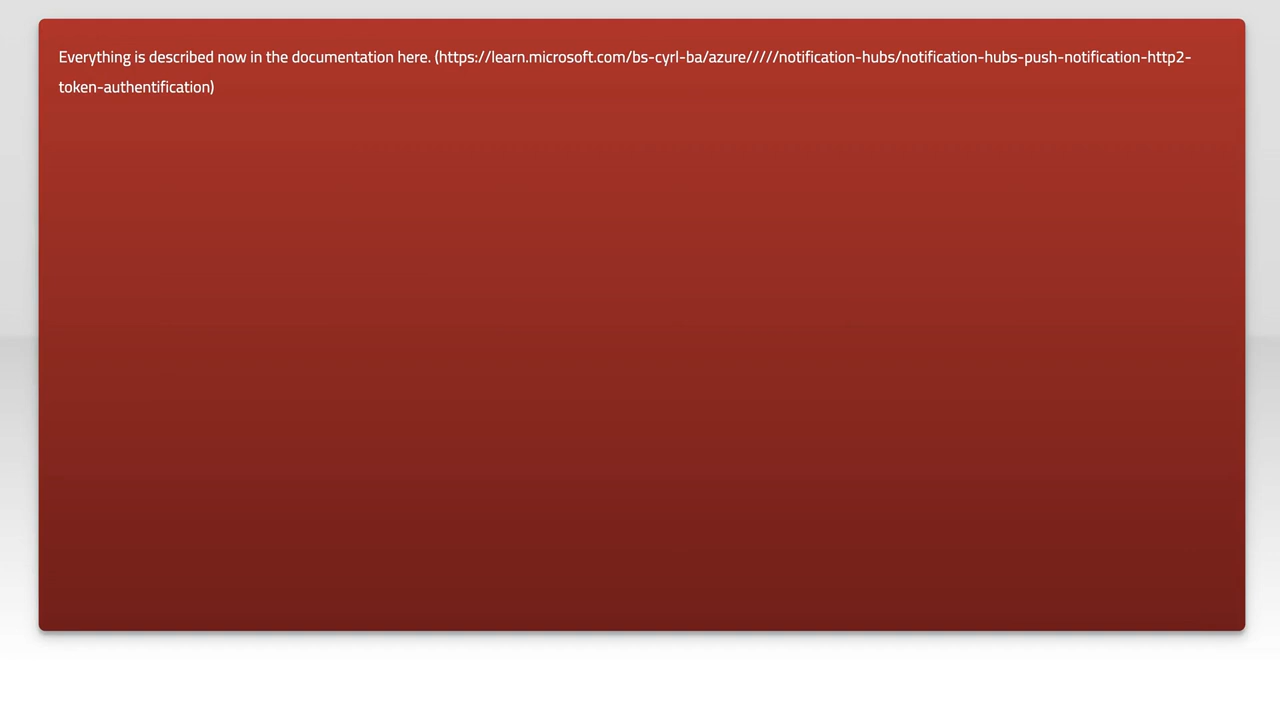 Everything is described now in the documentation here. (https://learn.microsoft.com/bs-cyrl-ba/azure/////notification-hubs/notification-hubs-push-notification-http2-
token-authentification)